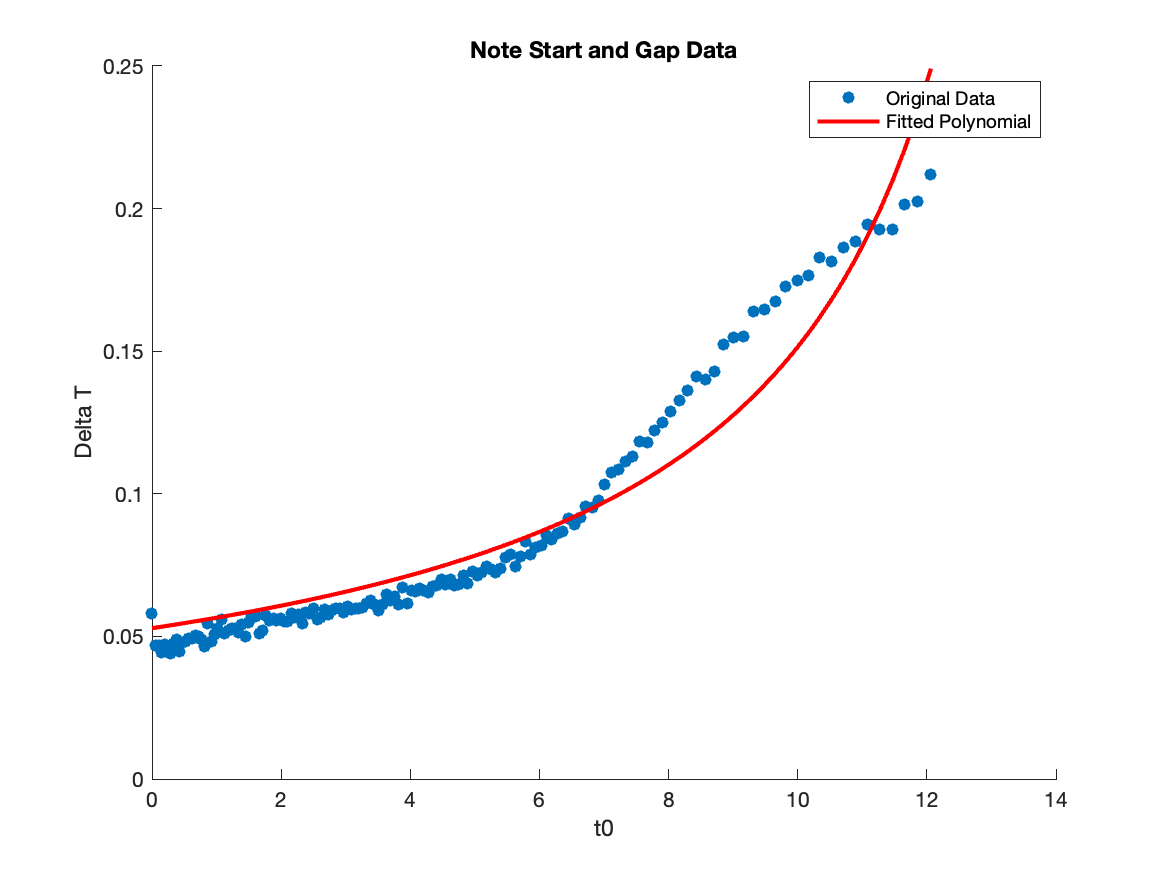 Note Start and Gap Data
Original Data
Fitted Polynomial
0.25
0.2
0.15
0.1
0.05
0
Delta T
0 2 4 6 8 10 12 14
t0